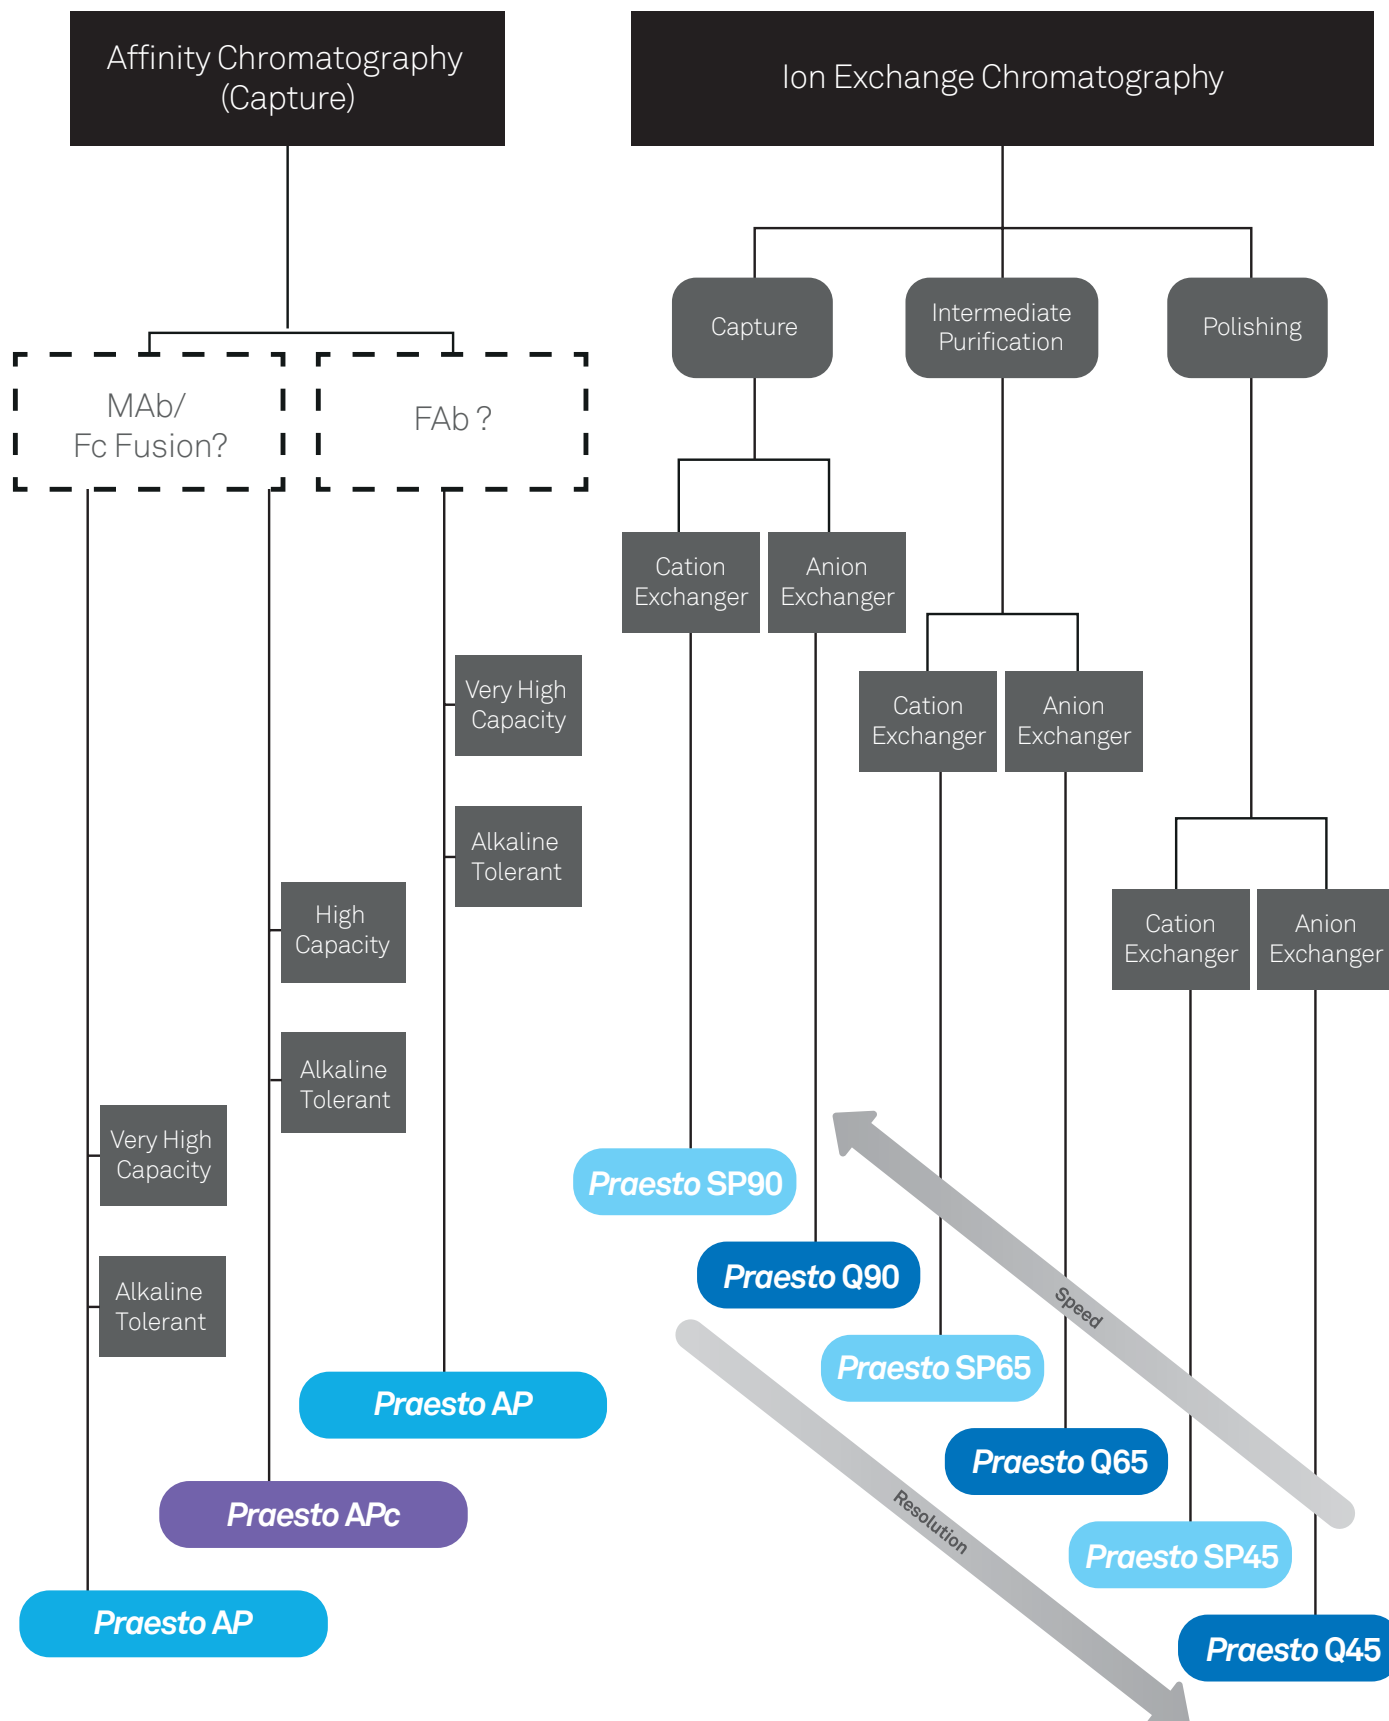 Affinity Chromatography
(Capture)
MAb/
Fc Fusion?
FAb ?
Very High
Capacity
Alkaline
Tolerant
High
Capacity
Alkaline
Tolerant
Very High
Capacity
Alkaline
Tolerant
Praesto AP
Praesto APc
Praesto AP
Ion Exchange Chromatography
Capture
Intermediate
Purification
Polishing
Cation
Exchanger
Anion
Exchanger
Cation
Exchanger
Anion
Exchanger
Cation
Exchanger
Anion
Exchanger
Praesto SP90
Praesto Q90
Speed
Praesto SP65
Praesto Q65
Resolution
Praesto SP45
Praesto Q45